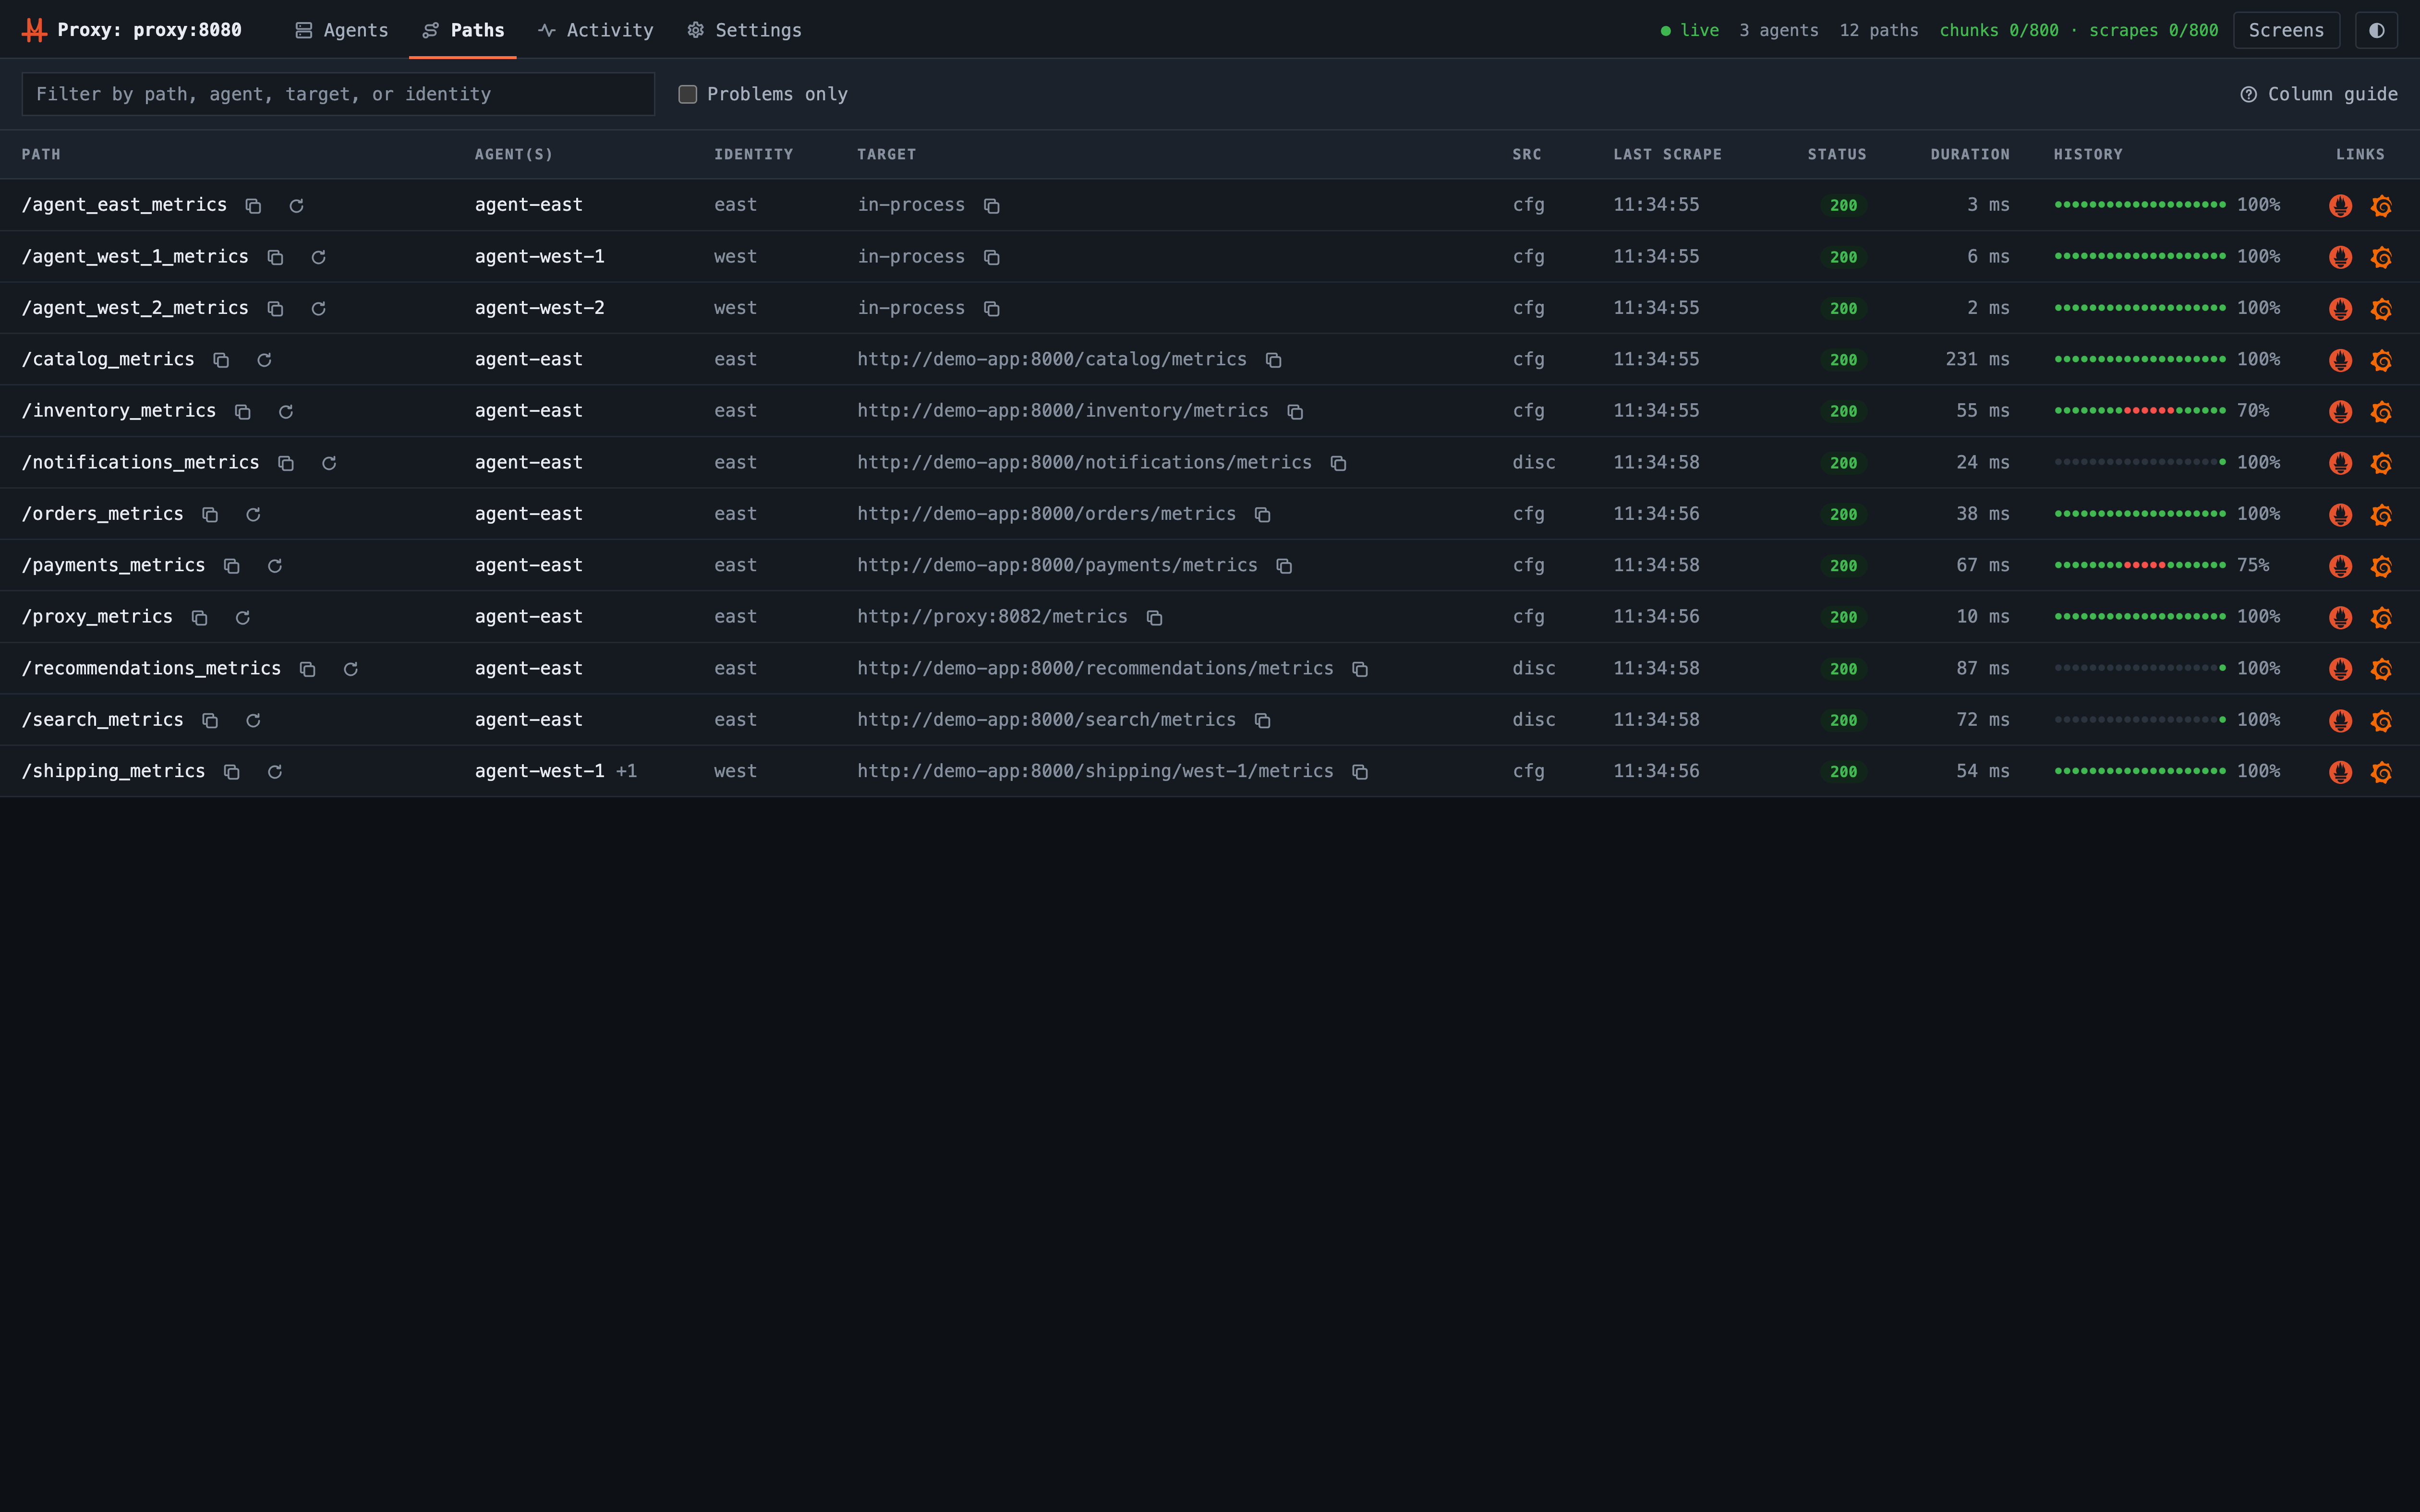 Proxy: proxy:8080 Agents Paths Activity Settings live 3 agents 12 paths chunks 0/800 · scrapes 0/800 Screens
Filter by path, agent, target, or identity Problems only Column guide
PATH AGENT(S) IDENTITY TARGET SRC LAST SCRAPE STATUS DURATION HISTORY LINKS
/agent_east_metrics agent-east east in-process cfg 11:34:55 200 3 ms 100%
/agent_west_1_metrics agent-west-1 west in-process cfg 11:34:55 200 6 ms 100%
/agent_west_2_metrics agent-west-2 west in-process cfg 11:34:55 200 2 ms 100%
/catalog_metrics agent-east east http://demo-app:8000/catalog/metrics cfg 11:34:55 200 231 ms 100%
/inventory_metrics agent-east east http://demo-app:8000/inventory/metrics cfg 11:34:55 200 55 ms 70%
/notifications_metrics agent-east east http://demo-app:8000/notifications/metrics disc 11:34:58 200 24 ms 100%
/orders_metrics agent-east east http://demo-app:8000/orders/metrics cfg 11:34:56 200 38 ms 100%
/payments_metrics agent-east east http://demo-app:8000/payments/metrics cfg 11:34:58 200 67 ms 75%
/proxy_metrics agent-east east http://proxy:8082/metrics cfg 11:34:56 200 10 ms 100%
/recommendations_metrics agent-east east http://demo-app:8000/recommendations/metrics disc 11:34:58 200 87 ms 100%
/search_metrics agent-east east http://demo-app:8000/search/metrics disc 11:34:58 200 72 ms 100%
/shipping_metrics agent-west-1 +1 west http://demo-app:8000/shipping/west-1/metrics cfg 11:34:56 200 54 ms 100%